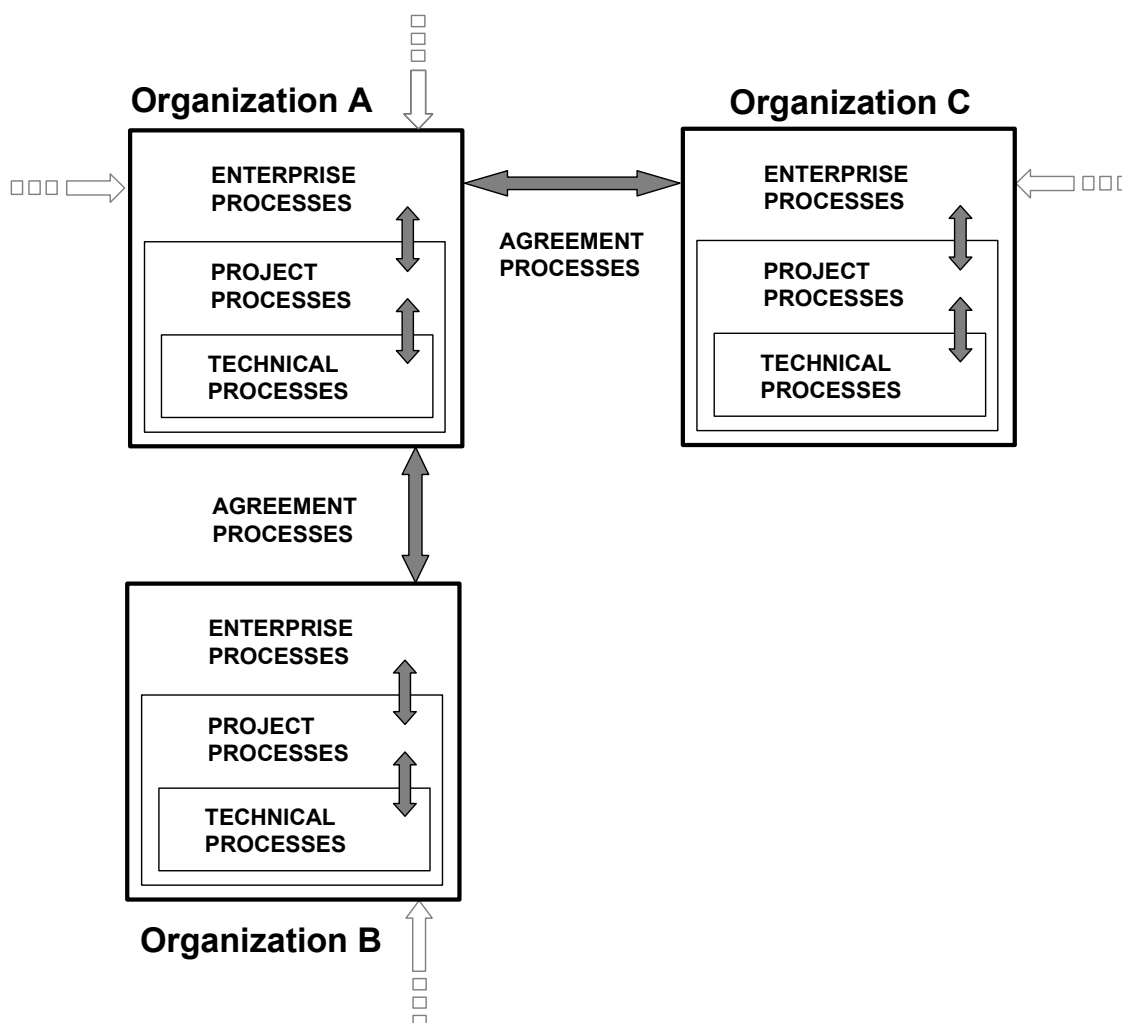 Organization A
ENTERPRISE
PROCESSES
PROJECT
PROCESSES
TECHNICAL
PROCESSES
AGREEMENT
PROCESSES
Organization C
ENTERPRISE
PROCESSES
PROJECT
PROCESSES
TECHNICAL
PROCESSES
AGREEMENT
PROCESSES
ENTERPRISE
PROCESSES
PROJECT
PROCESSES
TECHNICAL
PROCESSES
Organization B